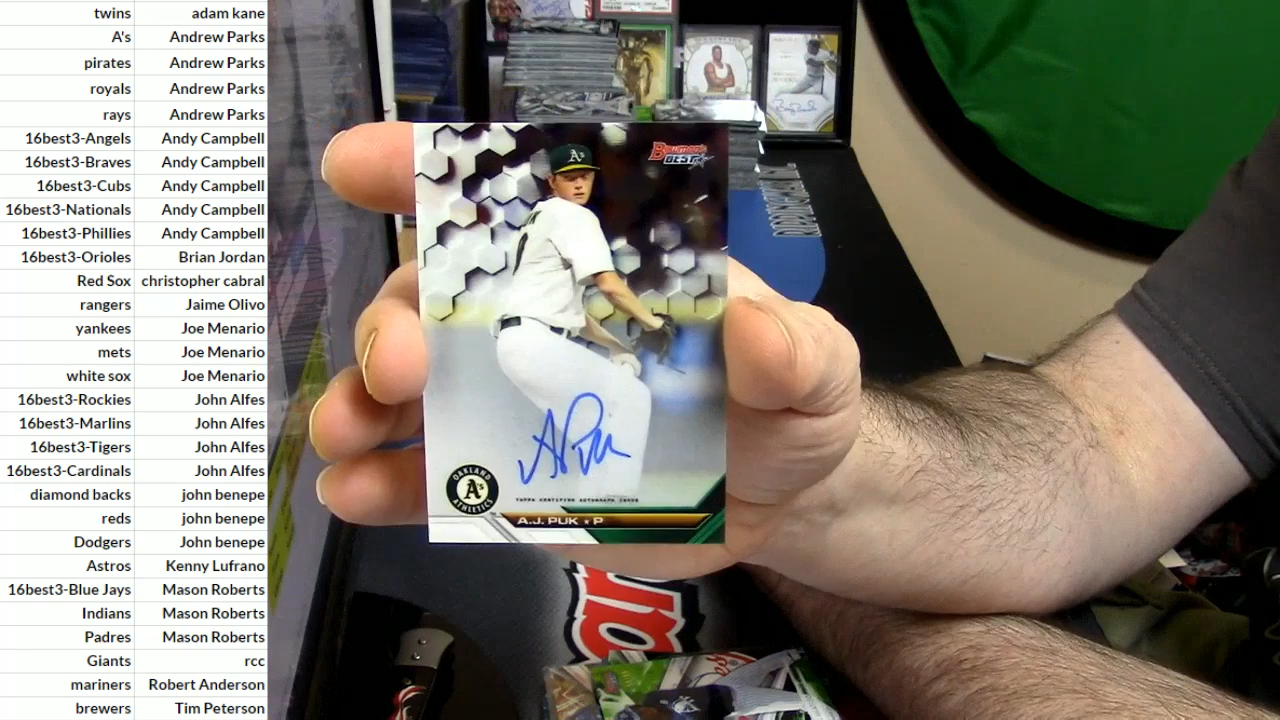 twins adam kane
A's Andrew Parks
pirates Andrew Parks
royals Andrew Parks
rays Andrew Parks
16best3-Angels Andy Campbell
16best3-Braves Andy Campbell
16best3-Cubs Andy Campbell
16best3-Nationals Andy Campbell
16best3-Phillies Andy Campbell
16best3-Orioles Brian Jordan
Red Sox christopher cabral
rangers Jaime Olivo
yankees Joe Menario
mets Joe Menario
white sox Joe Menario
16best3-Rockies John Alfes
16best3-Marlins John Alfes
16best3-Tigers John Alfes
16best3-Cardinals John Alfes
diamond backs john benepe
reds john benepe
Dodgers John benepe
Astros Kenny Lufrano
16best3-Blue Jays Mason Roberts
Indians Mason Roberts
Padres Mason Roberts
Giants rcc
mariners Robert Anderson
brewers Tim Peterson
Bowman's
BEST
A's
OAKLAND
A's
ATHLETICS
TOPPS CERTIFIED AUTOGRAPH ISSUE
A.J. PUK ★ P